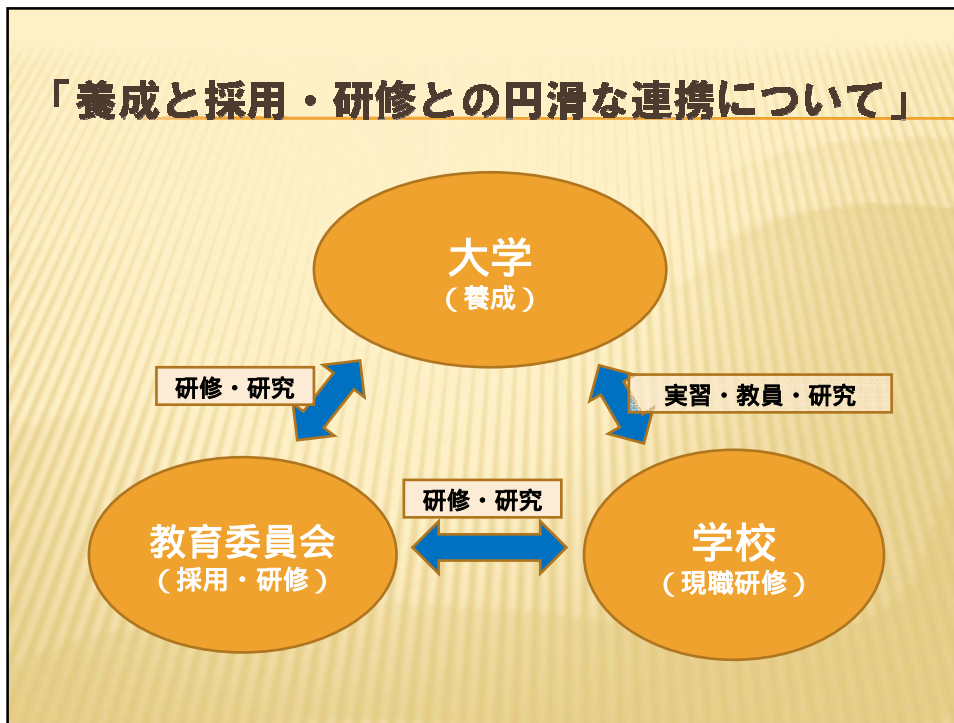 「養成と採用・研修との円滑な連携について」
大学
（養成）
研修・研究
実習・教員・研究
研修・研究
教育委員会
（採用・研修）
学校
（現職研修）